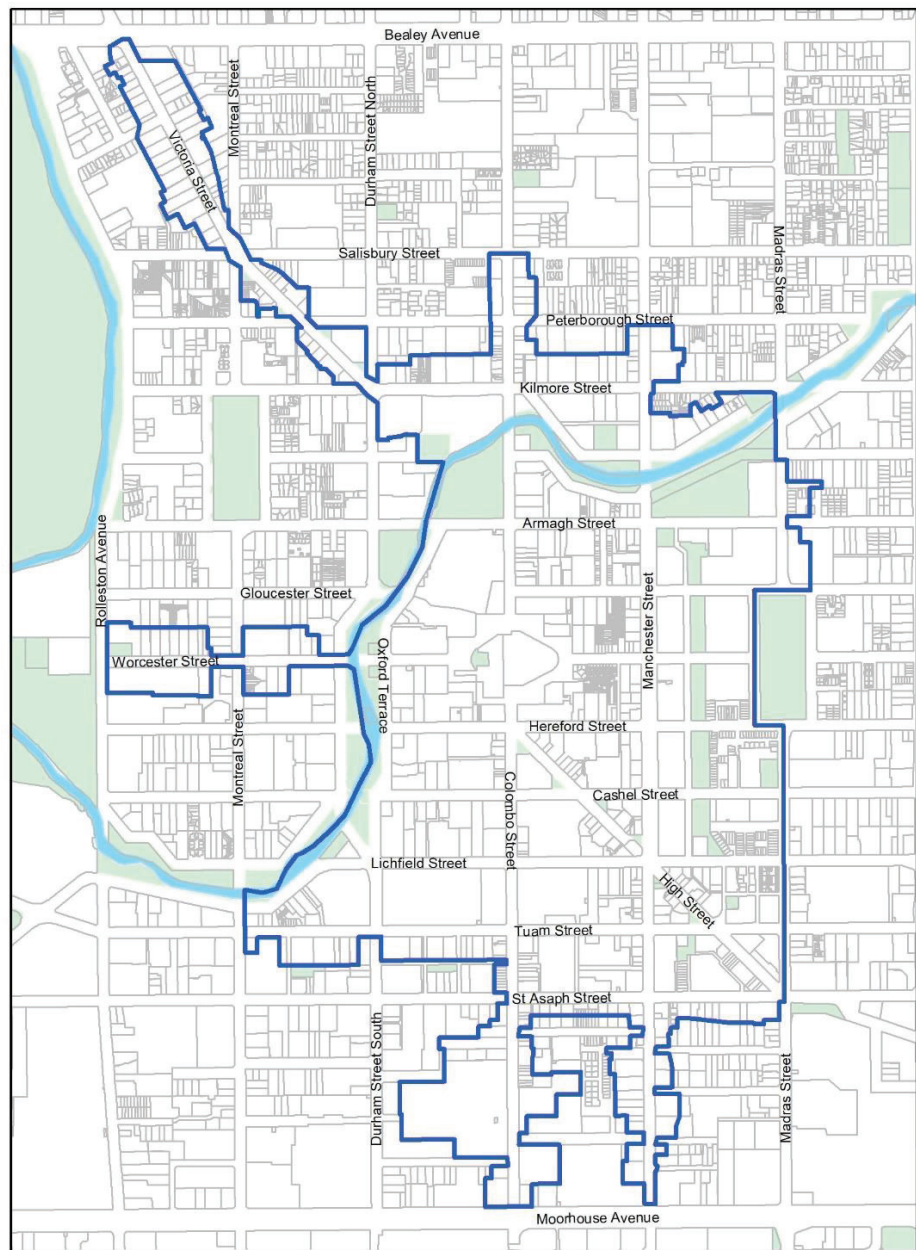 Bealey Avenue
Montreal Street
Durham Street North
Victoria Street
Salisbury Street
Madras Street
Peterborough Street
Kilmore Street
Armagh Street
Rolleston Avenue
Gloucester Street
Manchester Street
Oxford Terrace
Worcester Street
Hereford Street
Montreal Street
Colombo Street
Cashel Street
Lichfield Street
High Street
Tuam Street
St Asaph Street
Durham Street South
Madras Street
Moorhouse Avenue